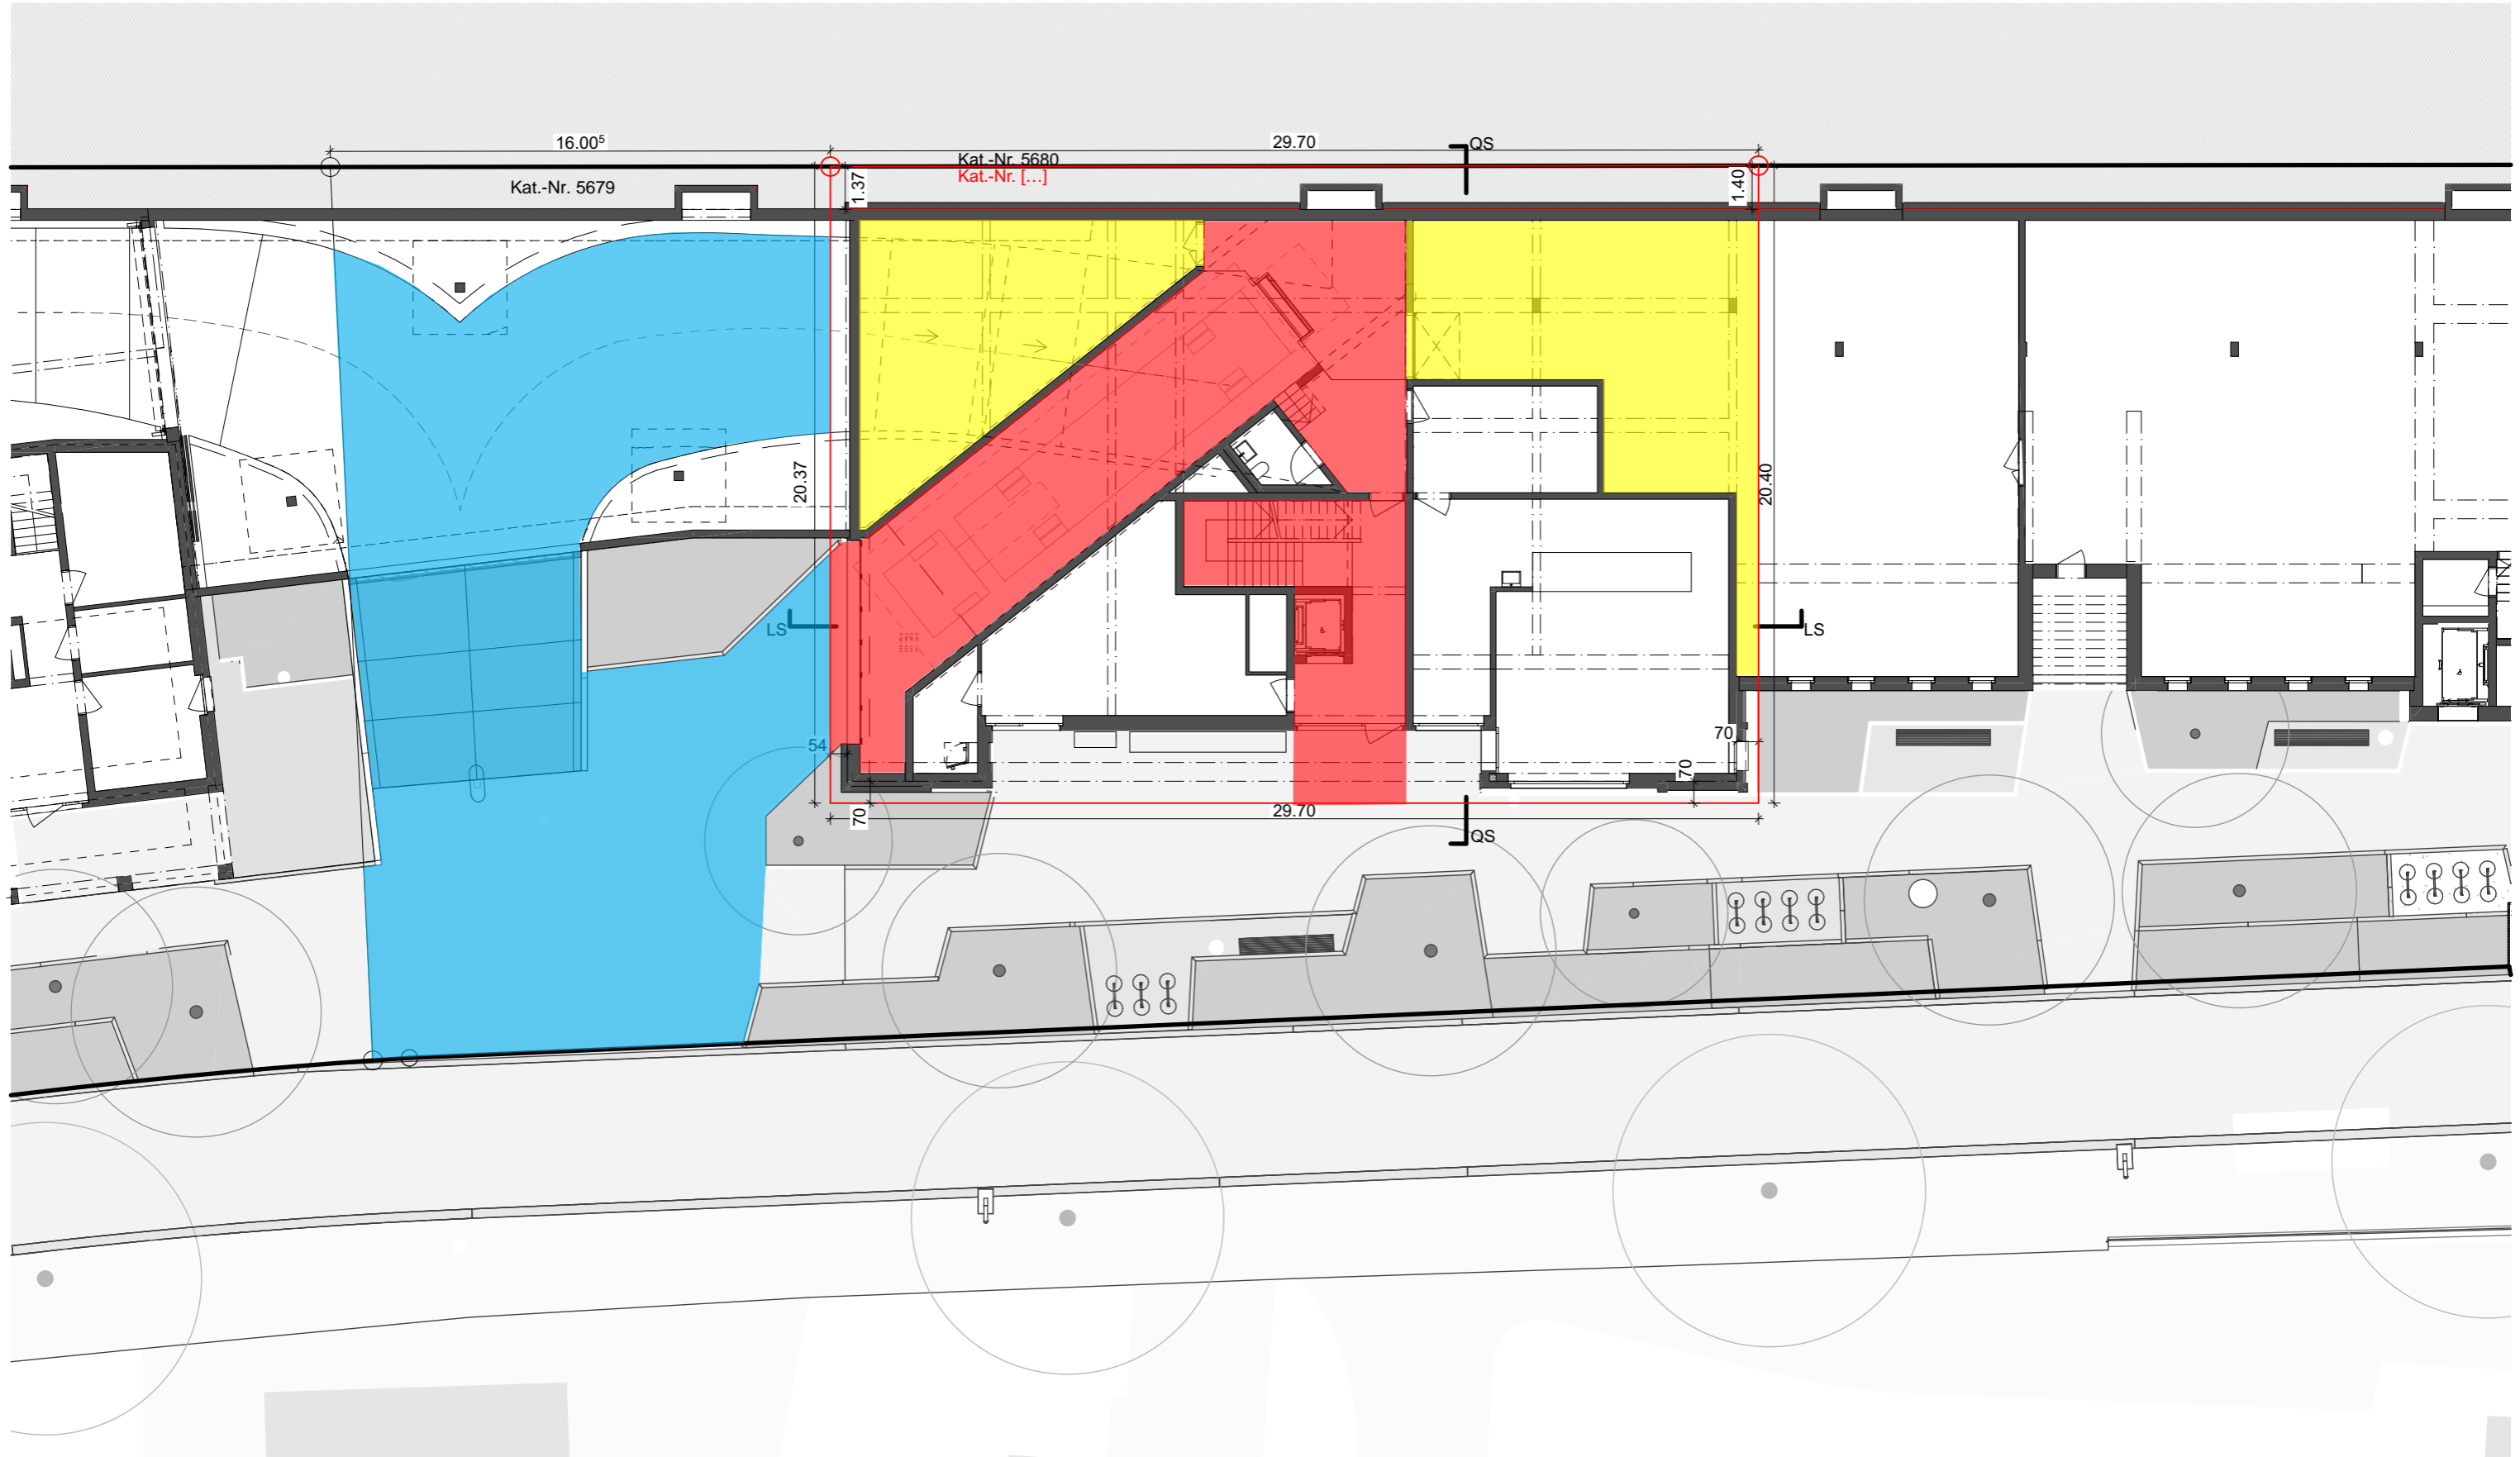 16.00⁵
29.70
QS
Kat.-Nr. 5680
Kat.-Nr. [...]
Kat.-Nr. 5679
1.37
1.40
20.37
20.40
LS
LS
54
70
70
70
29.70
QS